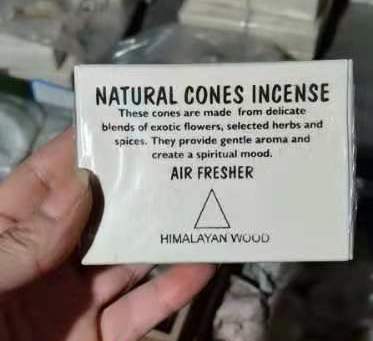 NATURAL CONES INCENSE
These cones are made from delicate
blends of exotic flowers, selected herbs and
spices. They provide gentle aroma and
create a spiritual mood.
AIR FRESHER
HIMALAYAN WOOD